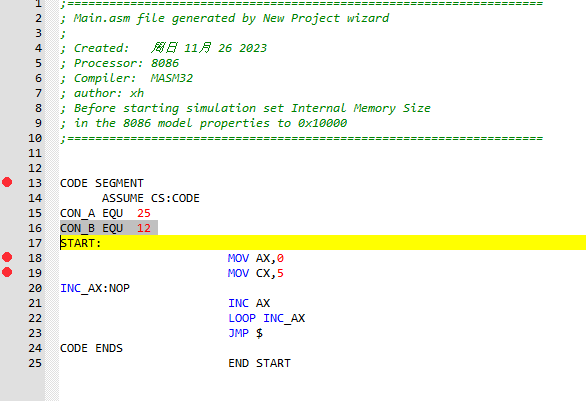 1 ;====================================================================
2 ; Main.asm file generated by New Project wizard
3 ;
4 ; Created:   周日 11月 26 2023
5 ; Processor: 8086
6 ; Compiler:  MASM32
7 ; author: xh
8 ; Before starting simulation set Internal Memory Size
9 ; in the 8086 model properties to 0x10000
10 ;====================================================================
11
12
13 CODE SEGMENT
14 ASSUME CS:CODE
15 CON_A EQU  25
16 CON_B EQU  12
17 START:
18 MOV AX,0
19 MOV CX,5
20 INC_AX:NOP
21 INC AX
22 LOOP INC_AX
23 JMP $
24 CODE ENDS
25 END START